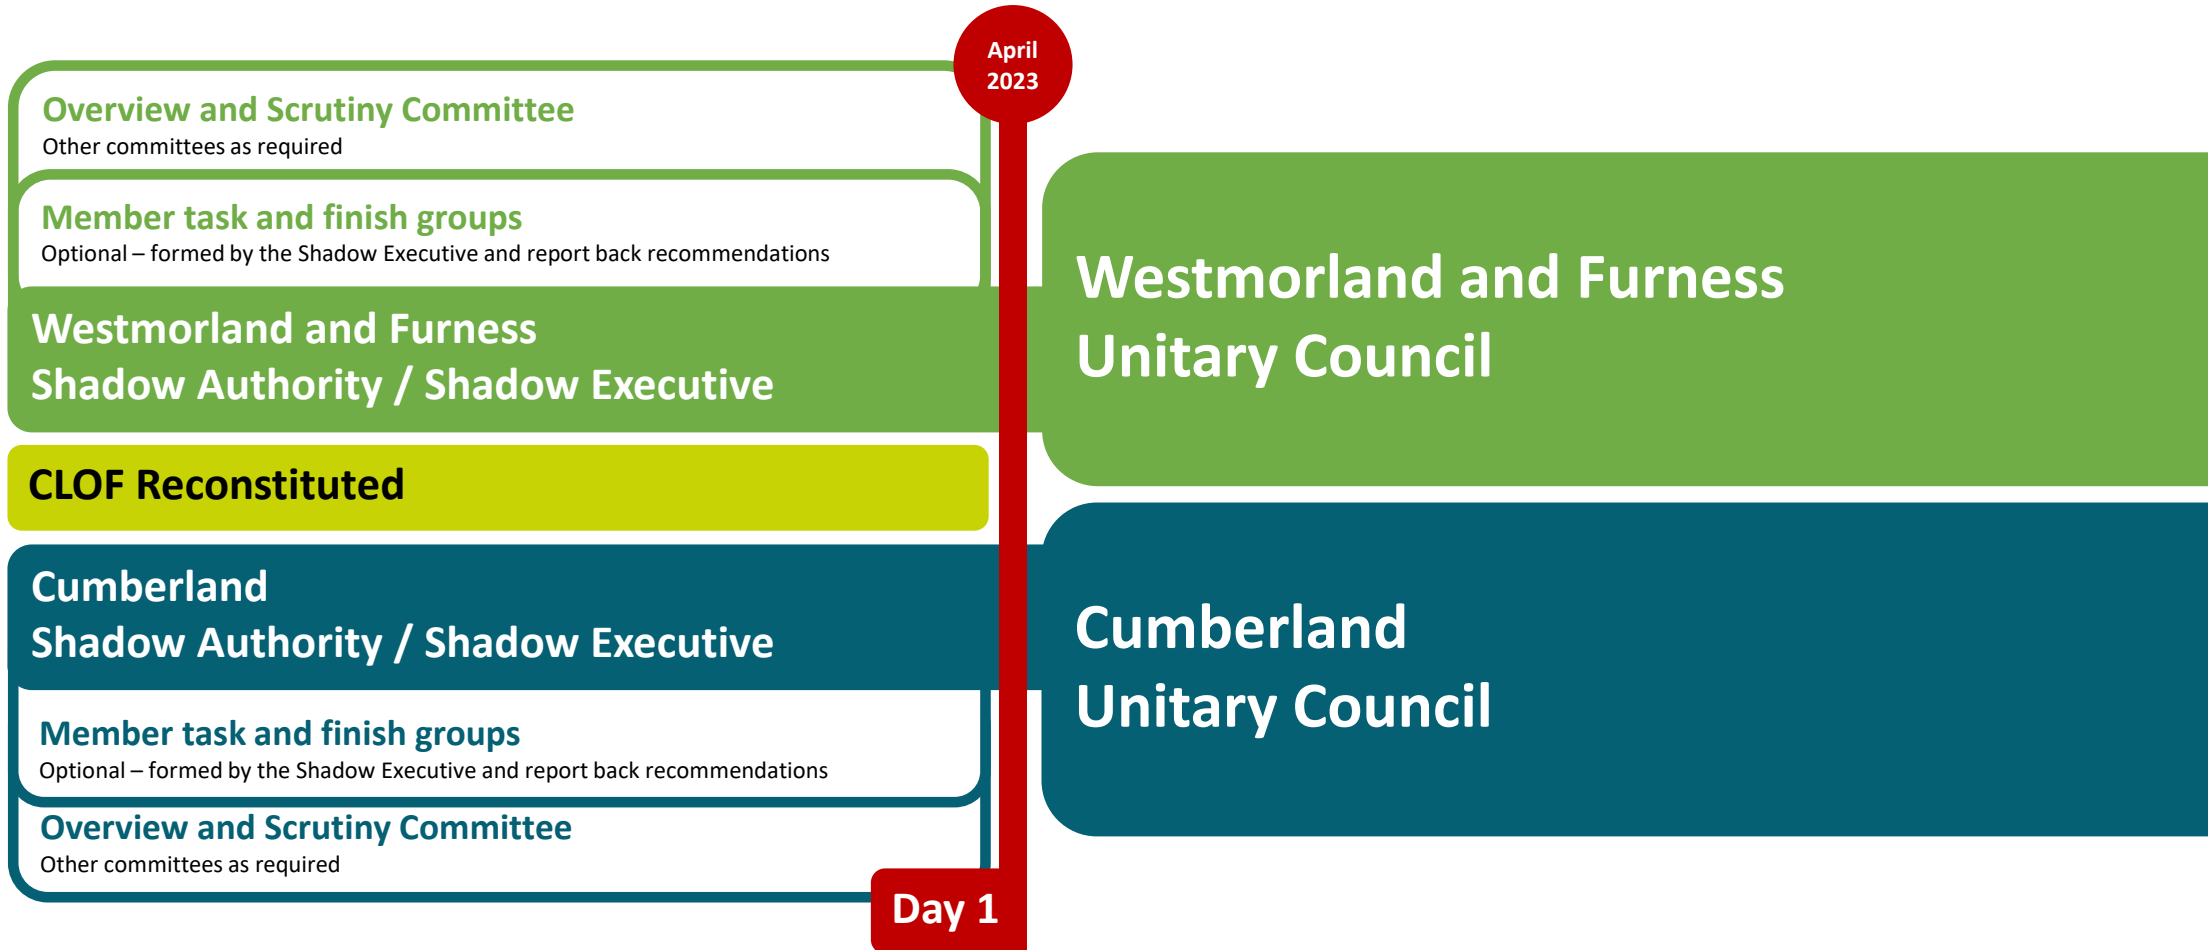 April
2023
Overview and Scrutiny Committee
Other committees as required
Member task and finish groups
Optional – formed by the Shadow Executive and report back recommendations
Westmorland and Furness
Shadow Authority / Shadow Executive
CLOF Reconstituted
Cumberland
Shadow Authority / Shadow Executive
Member task and finish groups
Optional – formed by the Shadow Executive and report back recommendations
Overview and Scrutiny Committee
Other committees as required
Day 1
Westmorland and Furness
Unitary Council
Cumberland
Unitary Council